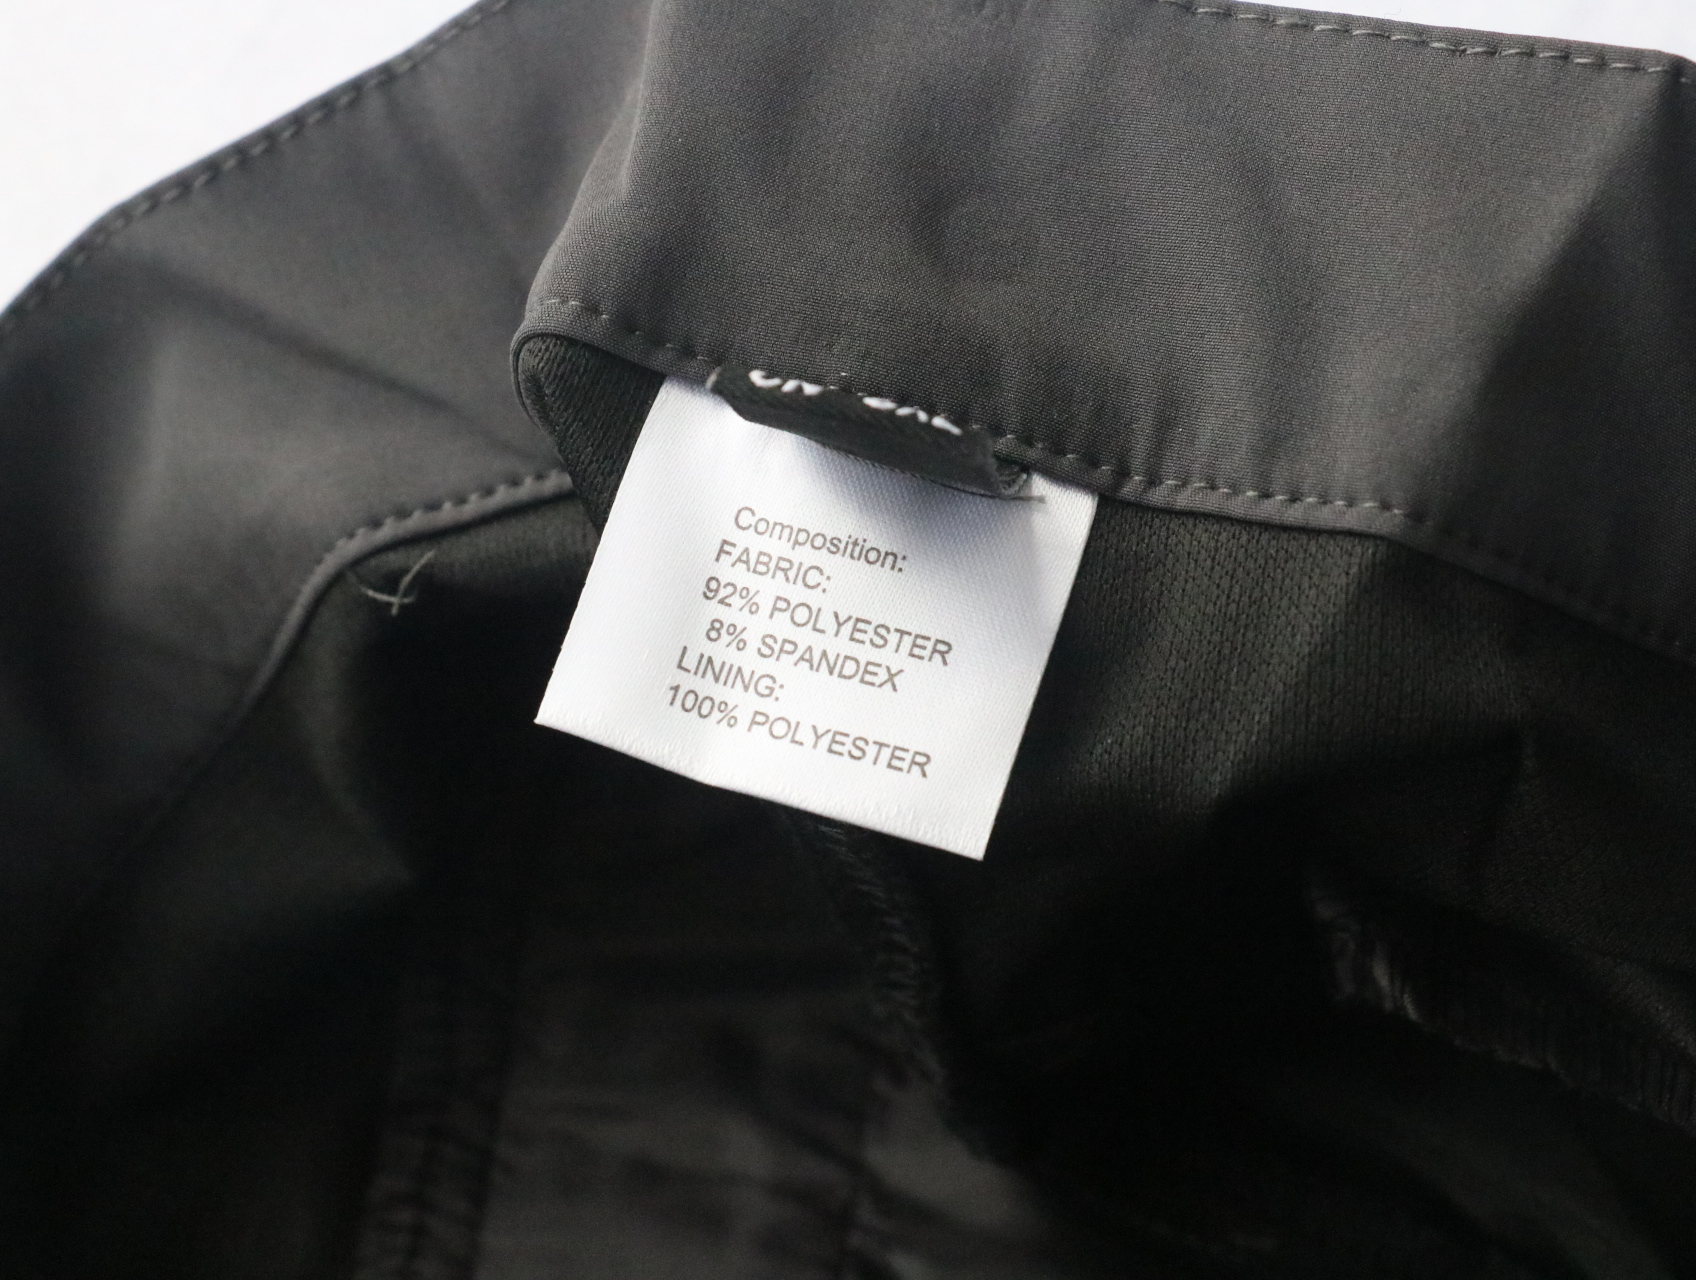 Composition:
FABRIC:
92% POLYESTER
8% SPANDEX
LINING:
100% POLYESTER